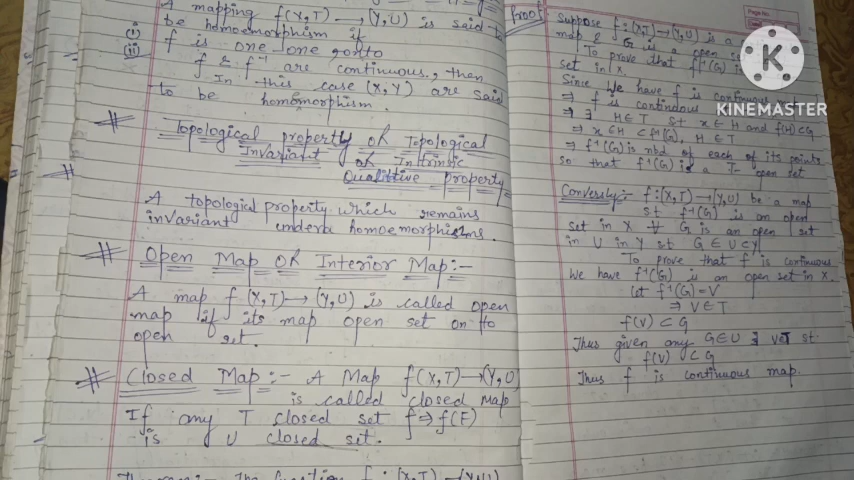 A mapping f(X,T) → (Y,U) is said to
be homoemorphism if
(i) f is one-one & onto
(ii) f & f⁻¹ are continuous, then
In this case (X,Y) are said
to be homomorphism.
# Topological property OR Topological
Invariant OR Intrinic
Qualitive Property
A topological property which remains
invariant under a homoemorphisms.
# Open Map OR Interior Map:-
A map f (X,T) → (Y,U) is called open
map if its map open set on to
open set.
# Closed Map:- A Map f(X,T) → (Y,U)
is called closed map
If any T closed set f ⇒ f(F)
is U closed set.
The function f : (X,T) → (Y,U)
Proof
Suppose f : (X,T) → (Y,U) is a
map & G is a open
To prove that f⁻¹(G) i
set in X.
Since, We have f is continuous
⇒ f is continous
⇒ ∃ H∈T st x∈H and f(H)⊂G
⇒ x∈H ⊂ f⁻¹(G), H∈T
⇒ f⁻¹(G) is nbd of each of its points
so that f⁻¹(G) is a T- open set
Conversly:- f : (X,T) → (Y,U) be a map
st f⁻¹(G) is an open
set in X ∀ G is an open set
in U in Y st G ∈ U ⊂ Y
To prove that f is continuous
We have f⁻¹(G) is an open set in X.
Let f⁻¹(G) = V
⇒ V∈T
f(V) ⊂ G
Thus given any G∈U ∃ V∈T st.
f(V) ⊂ G
Thus f is continuous map.
K
KINEMASTER